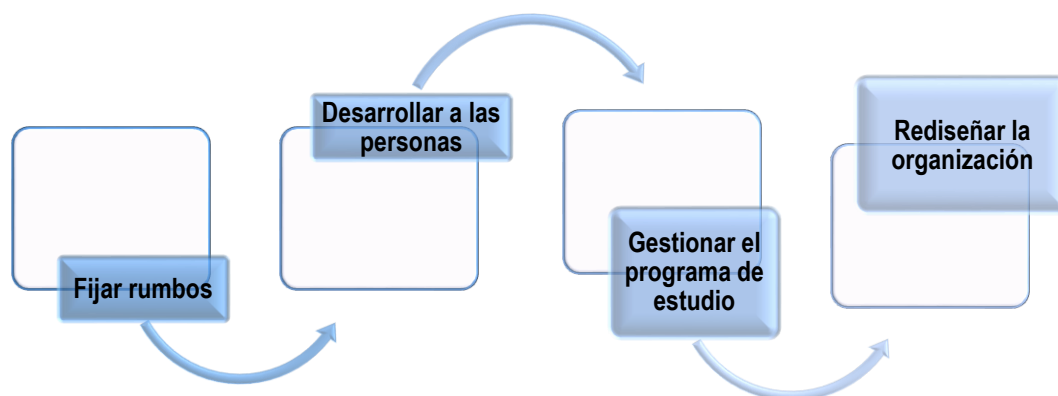 Fijar rumbos
Desarrollar a las
personas
Gestionar el
programa de
estudio
Rediseñar la
organización